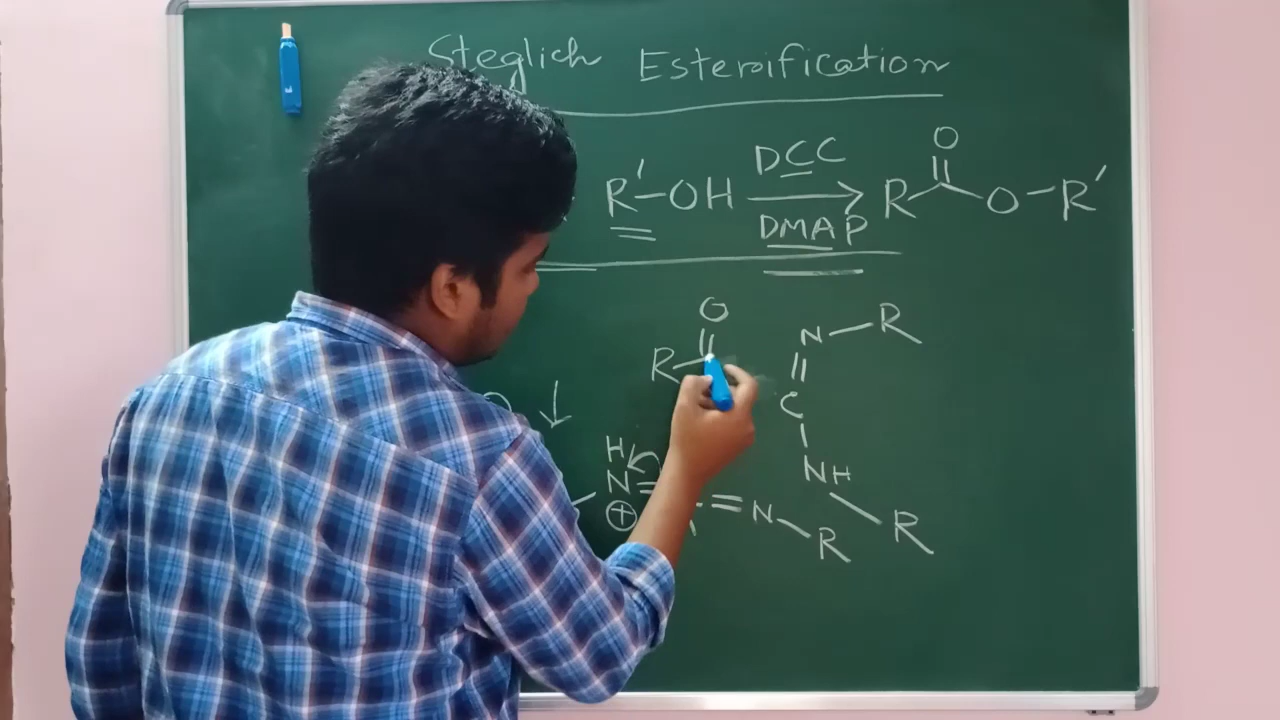 Steglich Esterification
R'-OH DCC R O O-R'
DMAP
O
R N-R
C
H
N NH
⊕ =N R
R